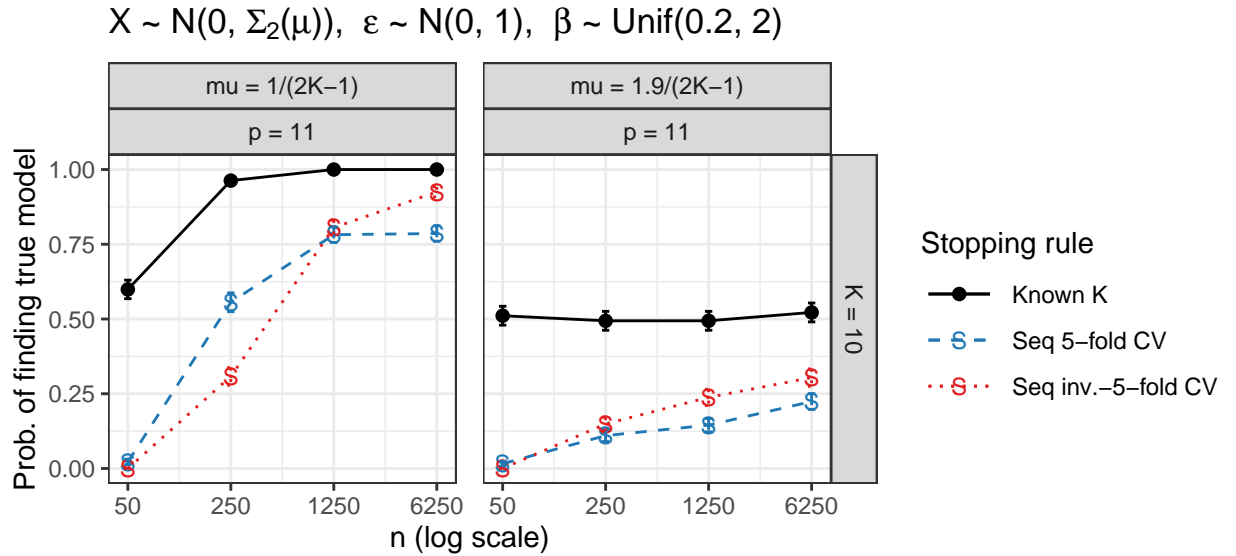 X ~ N(0, Σ₂(μ)), ε ~ N(0, 1), β ~ Unif(0.2, 2)
mu = 1/(2K−1)
mu = 1.9/(2K−1)
p = 11
p = 11
Prob. of finding true model
1.00
0.75
0.50
0.25
0.00
K = 10
50
250
1250
6250
50
250
1250
6250
n (log scale)
Stopping rule
Known K
S Seq 5−fold CV
S Seq inv.−5−fold CV